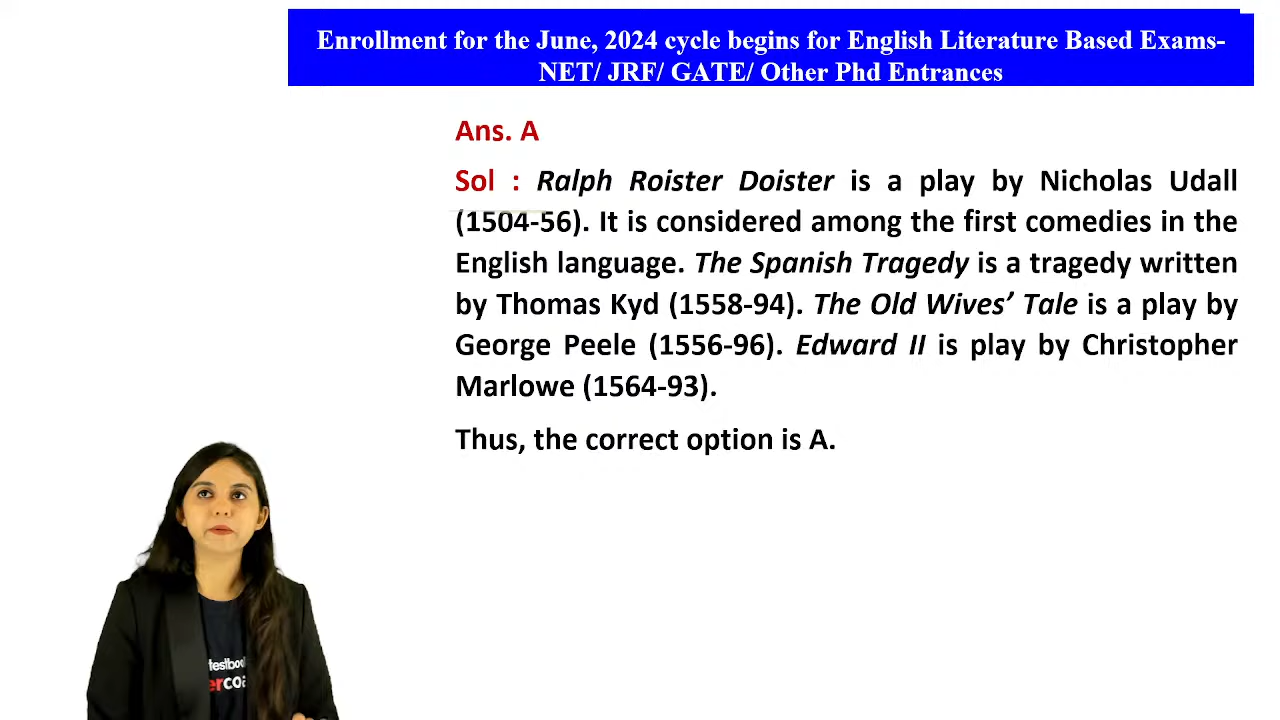 Enrollment for the June, 2024 cycle begins for English Literature Based Exams-
NET/ JRF/ GATE/ Other Phd Entrances
Ans. A
Sol : Ralph Roister Doister is a play by Nicholas Udall
(1504-56). It is considered among the first comedies in the
English language. The Spanish Tragedy is a tragedy written
by Thomas Kyd (1558-94). The Old Wives’ Tale is a play by
George Peele (1556-96). Edward II is play by Christopher
Marlowe (1564-93).
Thus, the correct option is A.